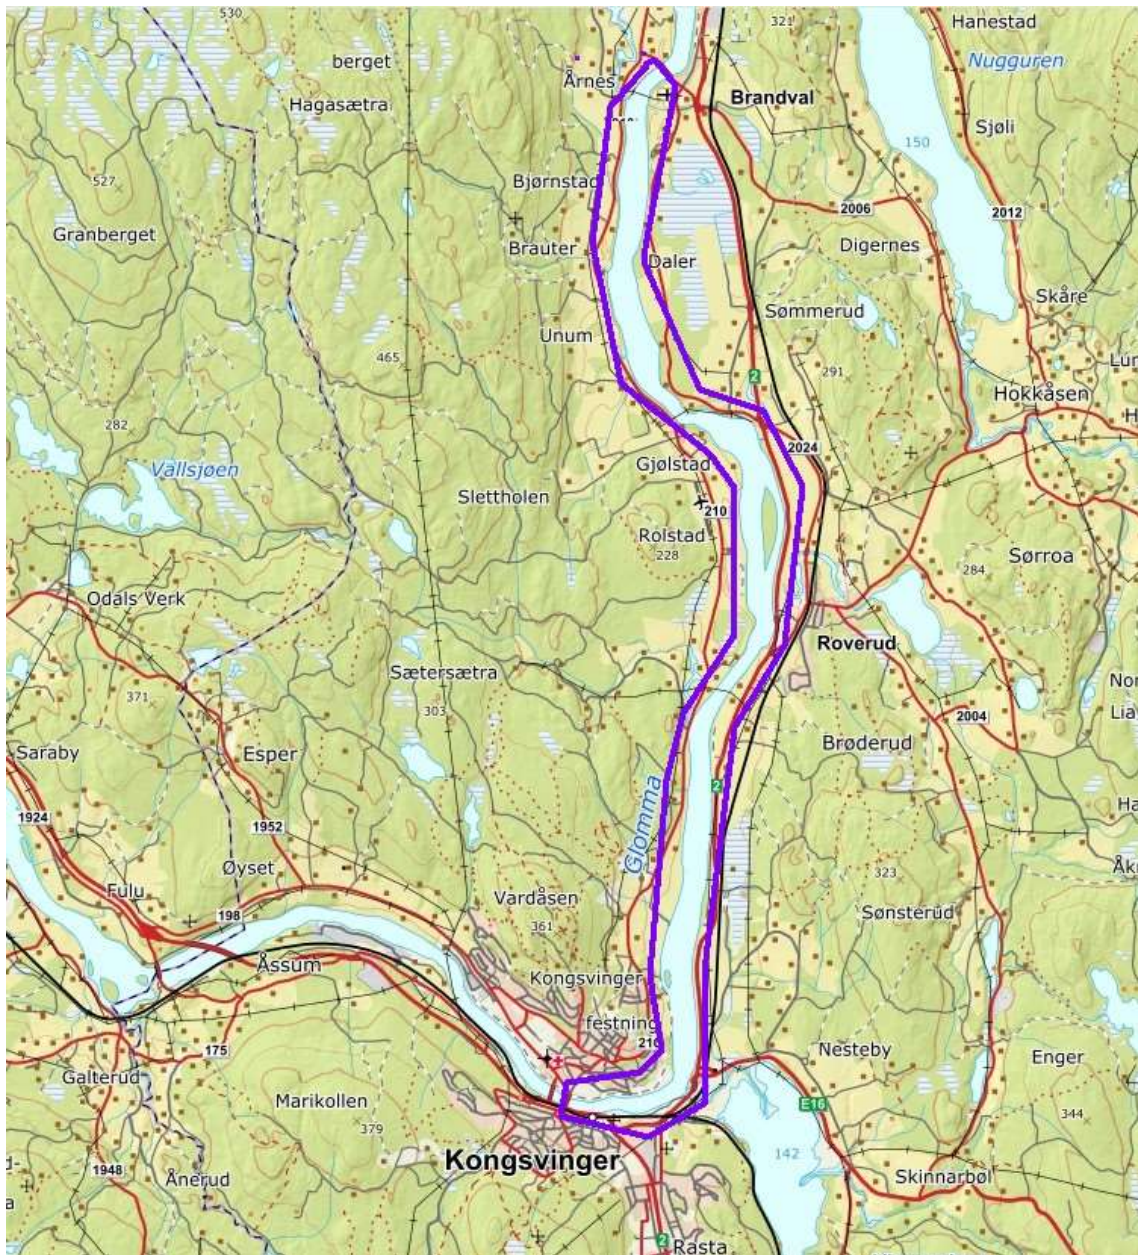 530
321
Hanestad
berget
Nugguren
Årnes
Hagasætra
Brandval
Sjøli
150
527
Bjørnstad
2006
2012
Granberget
Brauter
Daler
Digernes
Skåre
Sømmerud
Unum
465
291
2
Hokkåsen
282
2024
Gjølstad
Vallsjøen
Slettholen
210
Rolstad
228
Sørroa
284
Odals Verk
Roverud
Sætersætra
371
303
2004
Saraby
Esper
Brøderud
2
1924
1952
Glomma
Øyset
323
Fulu
Vardåsen
198
361
Sønsterud
Åssum
Kongsvinger
festning
210
175
Nesteby
Enger
Galterud
Marikollen
E16
379
344
142
Kongsvinger
1948
Ånerud
Skinnarbøl
2
Rasta